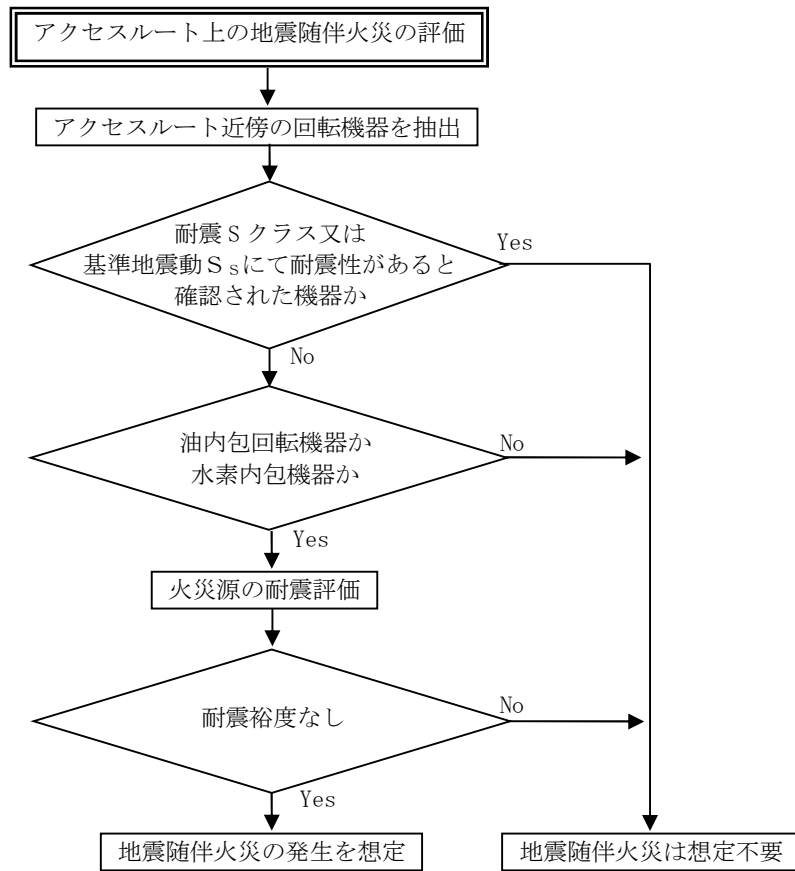 アクセスルート上の地震随伴火災の評価
アクセスルート近傍の回転機器を抽出
耐震Sクラス又は
基準地震動Ｓｓにて耐震性があると
確認された機器か
Yes
No
油内包回転機器か
水素内包機器か
No
Yes
火災源の耐震評価
耐震裕度なし
No
Yes
地震随伴火災の発生を想定
地震随伴火災は想定不要